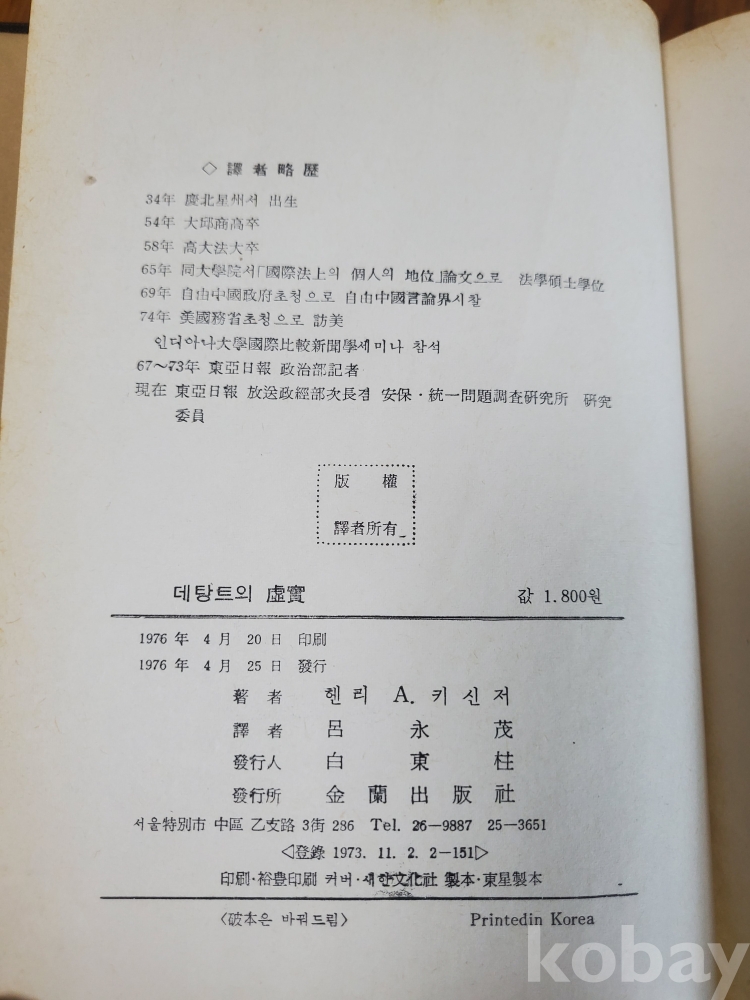 ◇ 譯者略歷
34年 慶北星州서 出生
54年 大邱商高卒
58年 高大法大卒
65年 同大學院서「國際法上의 個人의 地位」論文으로 法學碩士學位
69年 自由中國政府초청으로 自由中國言論界시찰
74年 美國務省초청으로 訪美
인디아나大學國際比較新聞學세미나 참석
67～73年 東亞日報 政治部記者
現在 東亞日報 放送政經部次長겸 安保·統一問題調査硏究所 硏究
委員
版 權
譯者所有
데탕트의 虛實 값 1.800원
1976 年 4 月 20 日 印刷
1976 年 4 月 25 日 發行
著 者 헨리 A. 키신저
譯 者 呂 永 茂
發行人 白 東 柱
發行所 金 蘭 出 版 社
서울特別市 中區 乙支路 3街 286 Tel. 26—9887 25—3651
◁登錄 1973. 11. 2. 2—151▷
印刷·裕豊印刷 커버·새한文化社 製本·東星製本
〈破本은 바꿔드림〉 Printedin Korea
kobay